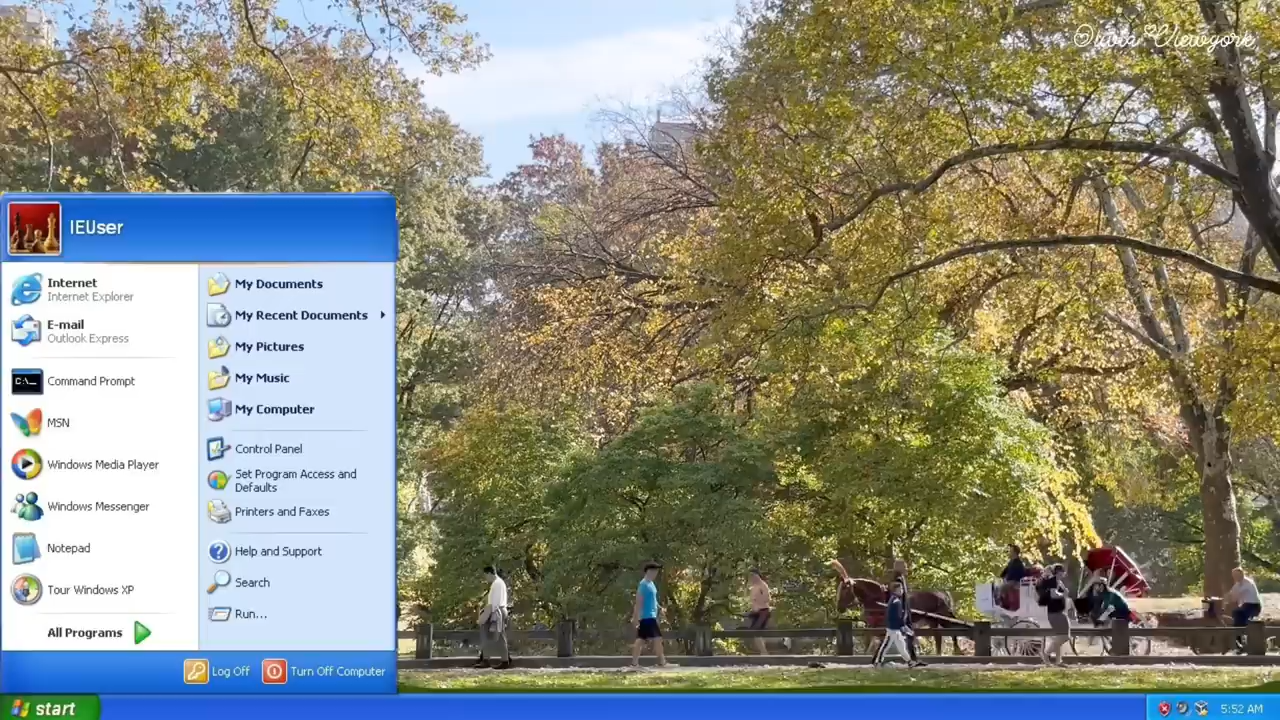 Olivia Viewyork
IEUser
Internet
Internet Explorer
E-mail
Outlook Express
Command Prompt
MSN
Windows Media Player
Windows Messenger
Notepad
Tour Windows XP
All Programs
My Documents
My Recent Documents
My Pictures
My Music
My Computer
Control Panel
Set Program Access and
Defaults
Printers and Faxes
Help and Support
Search
Run...
Log Off
Turn Off Computer
start
5:52 AM